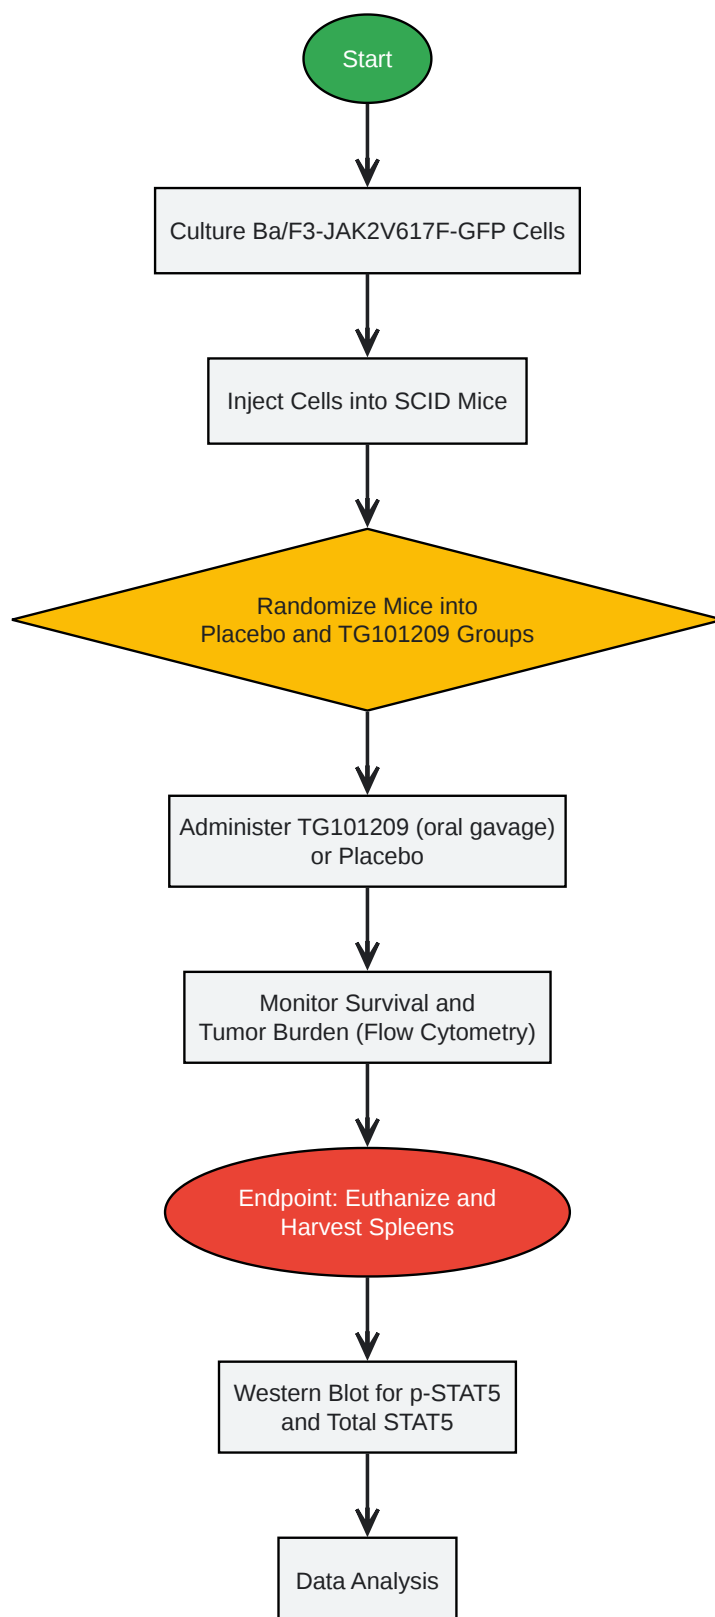 Start
Culture Ba/F3-JAK2V617F-GFP Cells
Inject Cells into SCID Mice
Randomize Mice into
Placebo and TG101209 Groups
Administer TG101209 (oral gavage)
or Placebo
Monitor Survival and
Tumor Burden (Flow Cytometry)
Endpoint: Euthanize and
Harvest Spleens
Western Blot for p-STAT5
and Total STAT5
Data Analysis